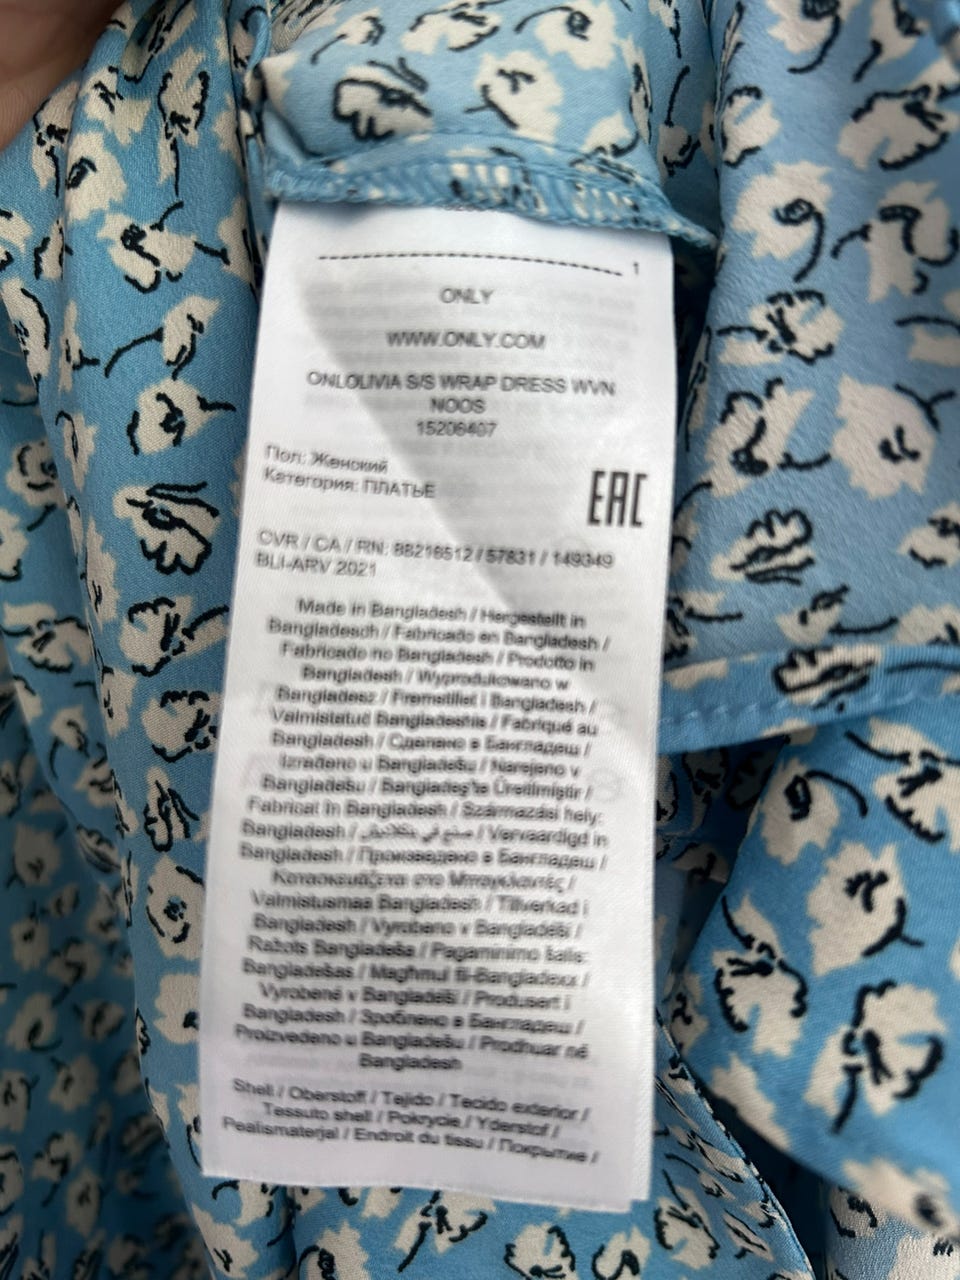 1
ONLY
WWW.ONLY.COM
ONLOLIVIA S/S WRAP DRESS WVN
NOOS
15206407
Пол: Женский
Категория: ПЛАТЬЕ
EAC
CVR / CA / RN: 88216512 / 57831 / 149349
BLI-ARV 2021
Made in Bangladesh / Hergestellt in
Bangladesch / Fabricado en Bangladesh /
Fabricado no Bangladesh / Prodotto in
Bangladesh / Wyprodukowano w
Bangladesz / Fremstillet i Bangladesh /
Valmistatud Bangladeshis / Fabriqué au
Bangladesh / Сделано в Бангладеш /
Izrađeno u Bangladešu / Narejeno v
Bangladešu / Bangladeş'te Üretilmiştir /
Fabricat în Bangladesh / Származási hely:
Bangladesh / صنع في بنگلاديش / Vervaardigd in
Bangladesh / Произведено в Бангладеш /
Κατασκευάζεται στο Μπαγκλαντές /
Valmistusmaa Bangladesh / Tillverkad i
Bangladesh / Vyrobeno v Bangladéši /
Ražots Bangladeša / Pagaminimo šalis:
Bangladešas / Magħmul fil-Bangladexx /
Vyrobené v Bangladéši / Produsert i
Bangladesh / Зроблено в Бангладеш /
Proizvedeno u Bangladešu / Prodhuar në
Bangladesh
Shell / Oberstoff / Tejido / Tecido exterior /
Tessuto shell / Pokrycie / Yderstof /
Pealismaterjal / Endroit du tissu / Покрытие /